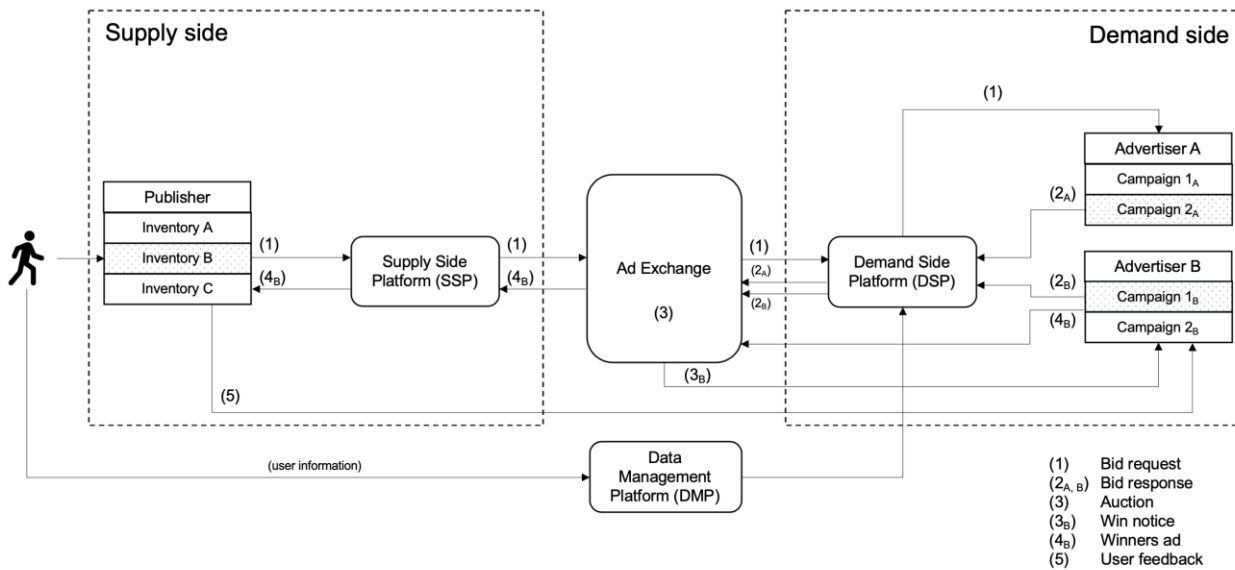 Supply side
Demand side
(1)
Publisher
Inventory A
Inventory B
Inventory C
(1)
(4B)
Supply Side
Platform (SSP)
(1)
(4B)
Ad Exchange
(3)
(1)
(2A)
(2B)
Demand Side
Platform (DSP)
Advertiser A
Campaign 1A
Campaign 2A
(2A)
Advertiser B
Campaign 1B
Campaign 2B
(2B)
(4B)
(3B)
(5)
(user information)
Data
Management
Platform (DMP)
(1) Bid request
(2A, B) Bid response
(3) Auction
(3B) Win notice
(4B) Winners ad
(5) User feedback